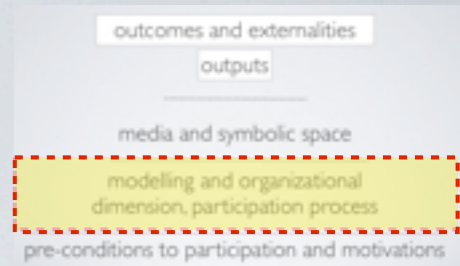 outcomes and externalities
outputs
media and symbolic space
modelling and organizational
dimension, participation process
pre-conditions to participation and motivations